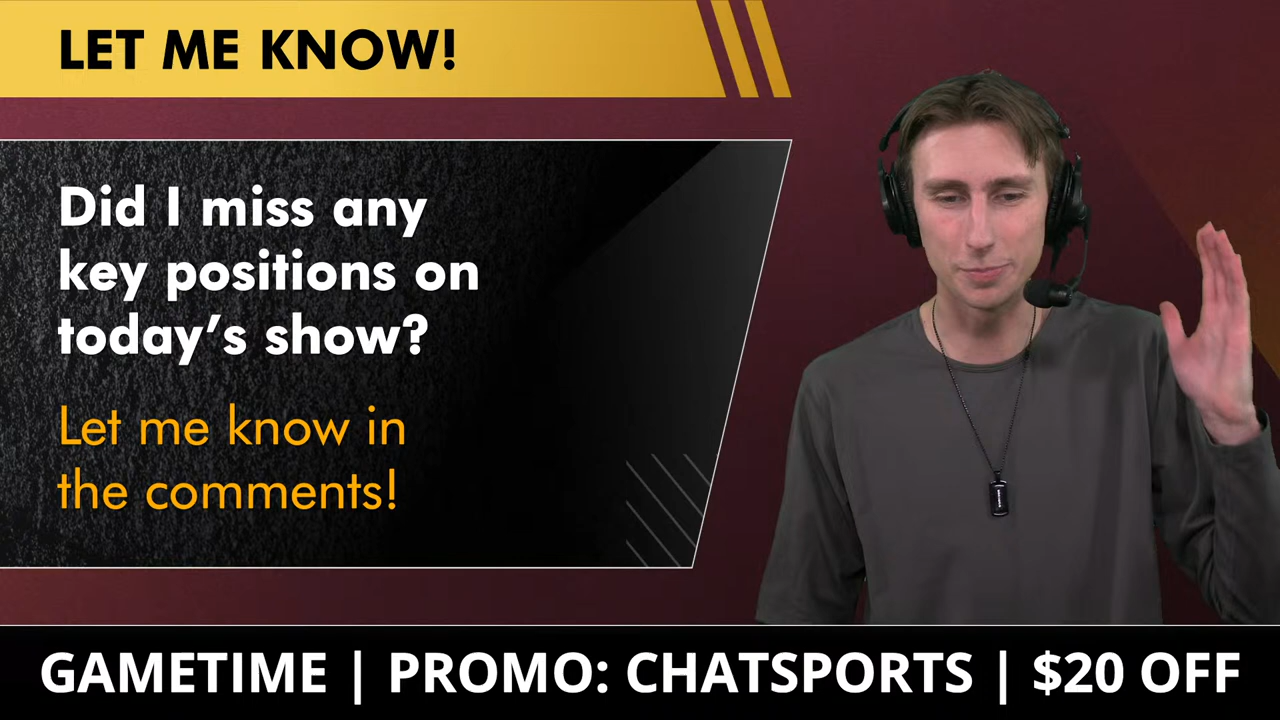 LET ME KNOW!
Did I miss any
key positions on
today's show?
Let me know in
the comments!
GAMETIME | PROMO: CHATSPORTS | $20 OFF